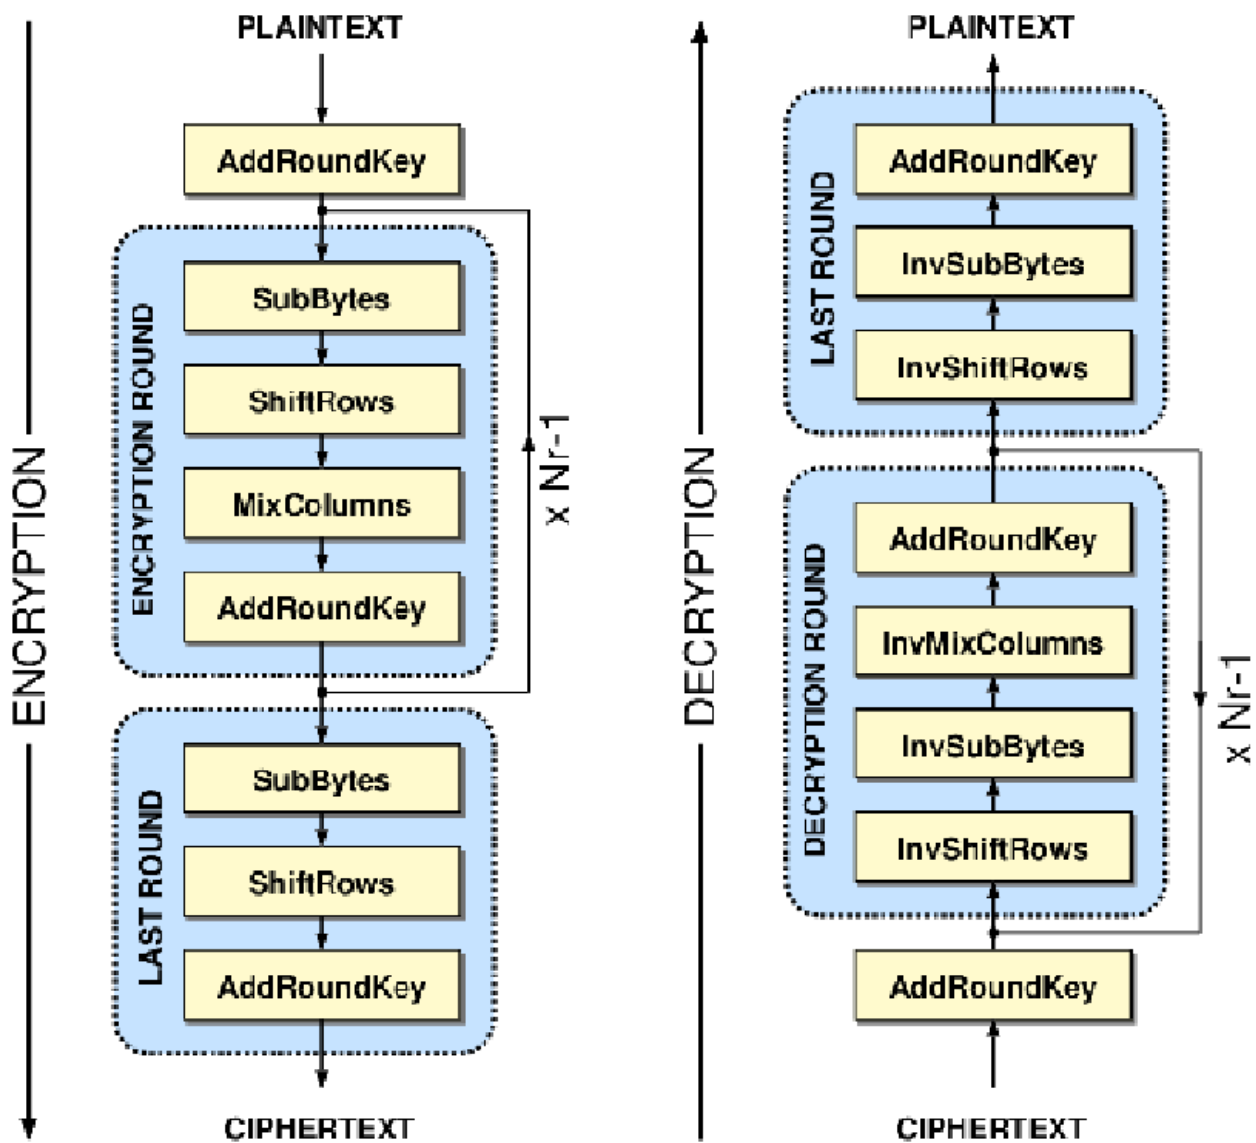 PLAINTEXT
AddRoundKey
SubBytes
ShiftRows
MixColumns
AddRoundKey
ENCRYPTION ROUND
x Nr-1
SubBytes
ShiftRows
AddRoundKey
LAST ROUND
CIPHERTEXT
ENCRYPTION
PLAINTEXT
AddRoundKey
InvSubBytes
InvShiftRows
LAST ROUND
AddRoundKey
InvMixColumns
InvSubBytes
InvShiftRows
DECRYPTION ROUND
x Nr-1
AddRoundKey
CIPHERTEXT
DECRYPTION